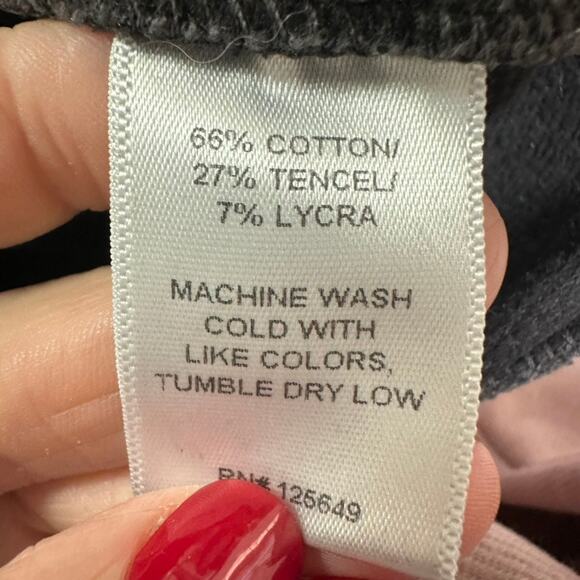 66% COTTON/
27% TENCEL/
7% LYCRA
MACHINE WASH
COLD WITH
LIKE COLORS,
TUMBLE DRY LOW
RN# 125649